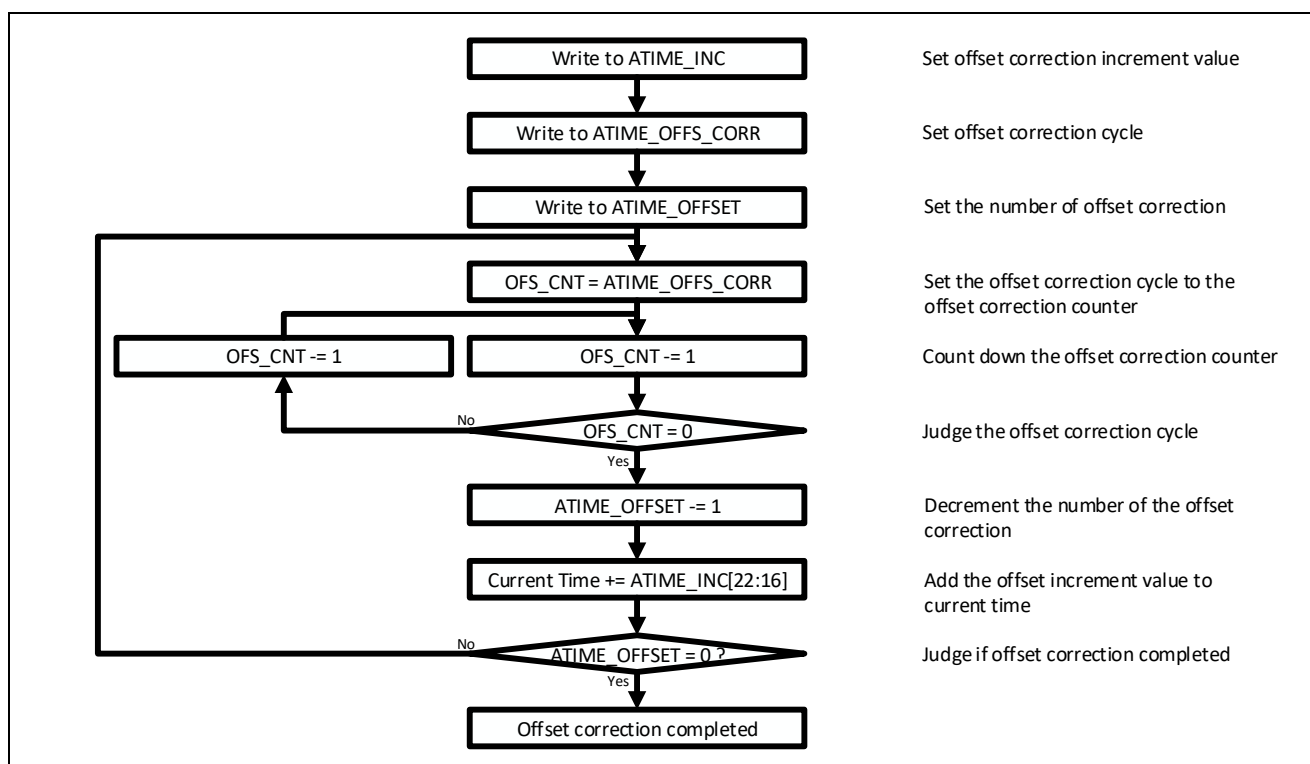 Write to ATIME_INC
Set offset correction increment value
Write to ATIME_OFFS_CORR
Set offset correction cycle
Write to ATIME_OFFSET
Set the number of offset correction
OFS_CNT = ATIME_OFFS_CORR
Set the offset correction cycle to the
offset correction counter
OFS_CNT -= 1
OFS_CNT -= 1
Count down the offset correction counter
No
OFS_CNT = 0
Judge the offset correction cycle
Yes
ATIME_OFFSET -= 1
Decrement the number of the offset
correction
Current Time += ATIME_INC[22:16]
Add the offset increment value to
current time
No
ATIME_OFFSET = 0 ?
Judge if offset correction completed
Yes
Offset correction completed